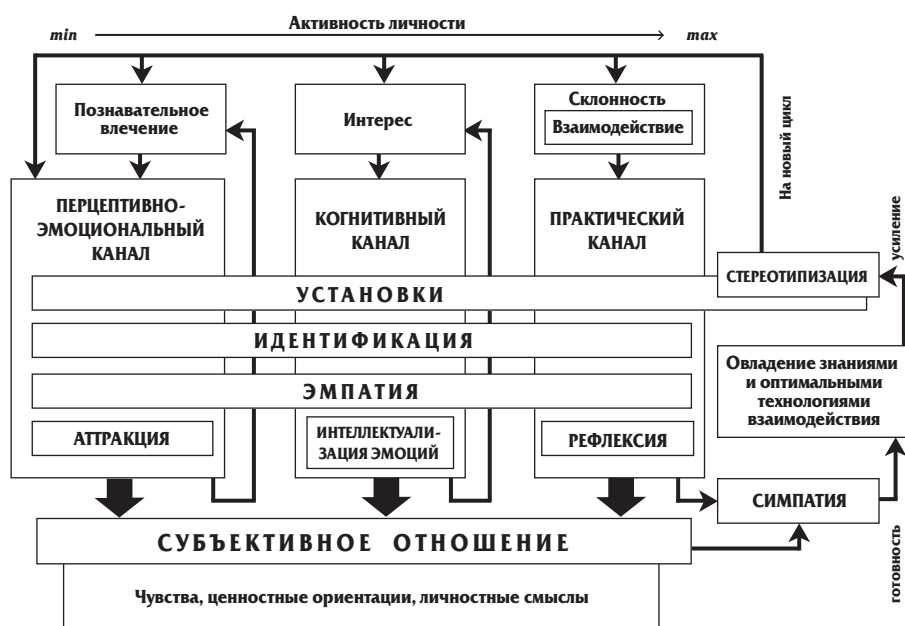 Активность личности
min
max
Познавательное
влечение
Интерес
Склонность
Взаимодействие
На новый цикл
ПЕРЦЕПТИВНО-
ЭМОЦИОНАЛЬНЫЙ
КАНАЛ
КОГНИТИВНЫЙ
КАНАЛ
ПРАКТИЧЕСКИЙ
КАНАЛ
усиление
СТЕРЕОТИПИЗАЦИЯ
УСТАНОВКИ
ИДЕНТИФИКАЦИЯ
Овладение знаниями
и оптимальными
технологиями
взаимодействия
ЭМПАТИЯ
АТТРАКЦИЯ
ИНТЕЛЛЕКТУАЛИ-
ЗАЦИЯ ЭМОЦИЙ
РЕФЛЕКСИЯ
СИМПАТИЯ
готовность
СУБЪЕКТИВНОЕ ОТНОШЕНИЕ
Чувства, ценностные ориентации, личностные смыслы